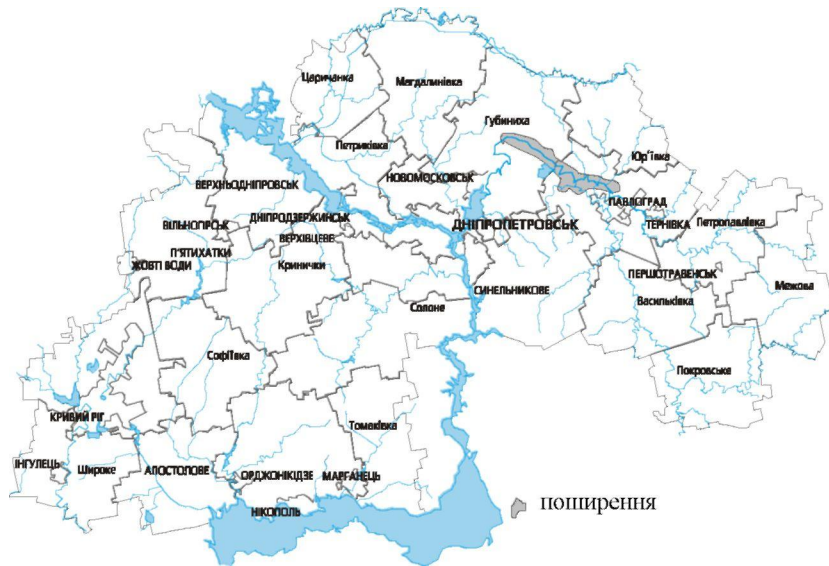 Царичанка
Магдалинівка
Губиниха
Петриківка
Юр'ївка
НОВОМОСКОВСЬК
ВЕРХНЬОДНІПРОВСЬК
ПАВЛОГРАД
ДНІПРОДЗЕРЖИНСЬК
ВІЛЬНОГІРСЬК
ДНІПРОПЕТРОВСЬК
ТЕРНІВКА
Петропавлівка
ВЕРХІВЦЕВЕ
П'ЯТИХАТКИ
ЖОВТІ ВОДИ
Кринички
ПЕРШОТРАВЕНСЬК
СИНЕЛЬНИКОВЕ
Межова
Васильківка
Солоне
Софіївка
Покровське
КРИВИЙ РІГ
Томаківка
ІНГУЛЕЦЬ
Широке
АПОСТОЛОВЕ
ОРДЖОНІКІДЗЕ
МАРГАНЕЦЬ
НІКОПОЛЬ
поширення